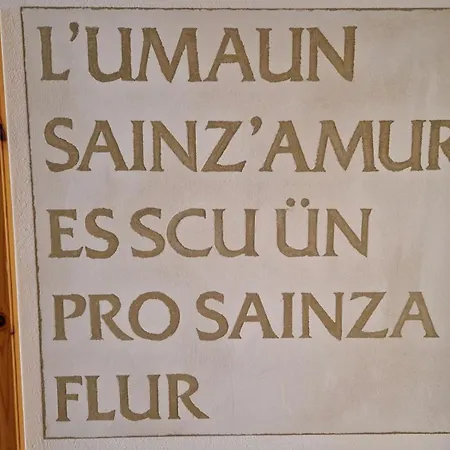 L'UMAUN
SAINZ'AMUR
ES SCU ÜN
PRO SAINZA
FLUR